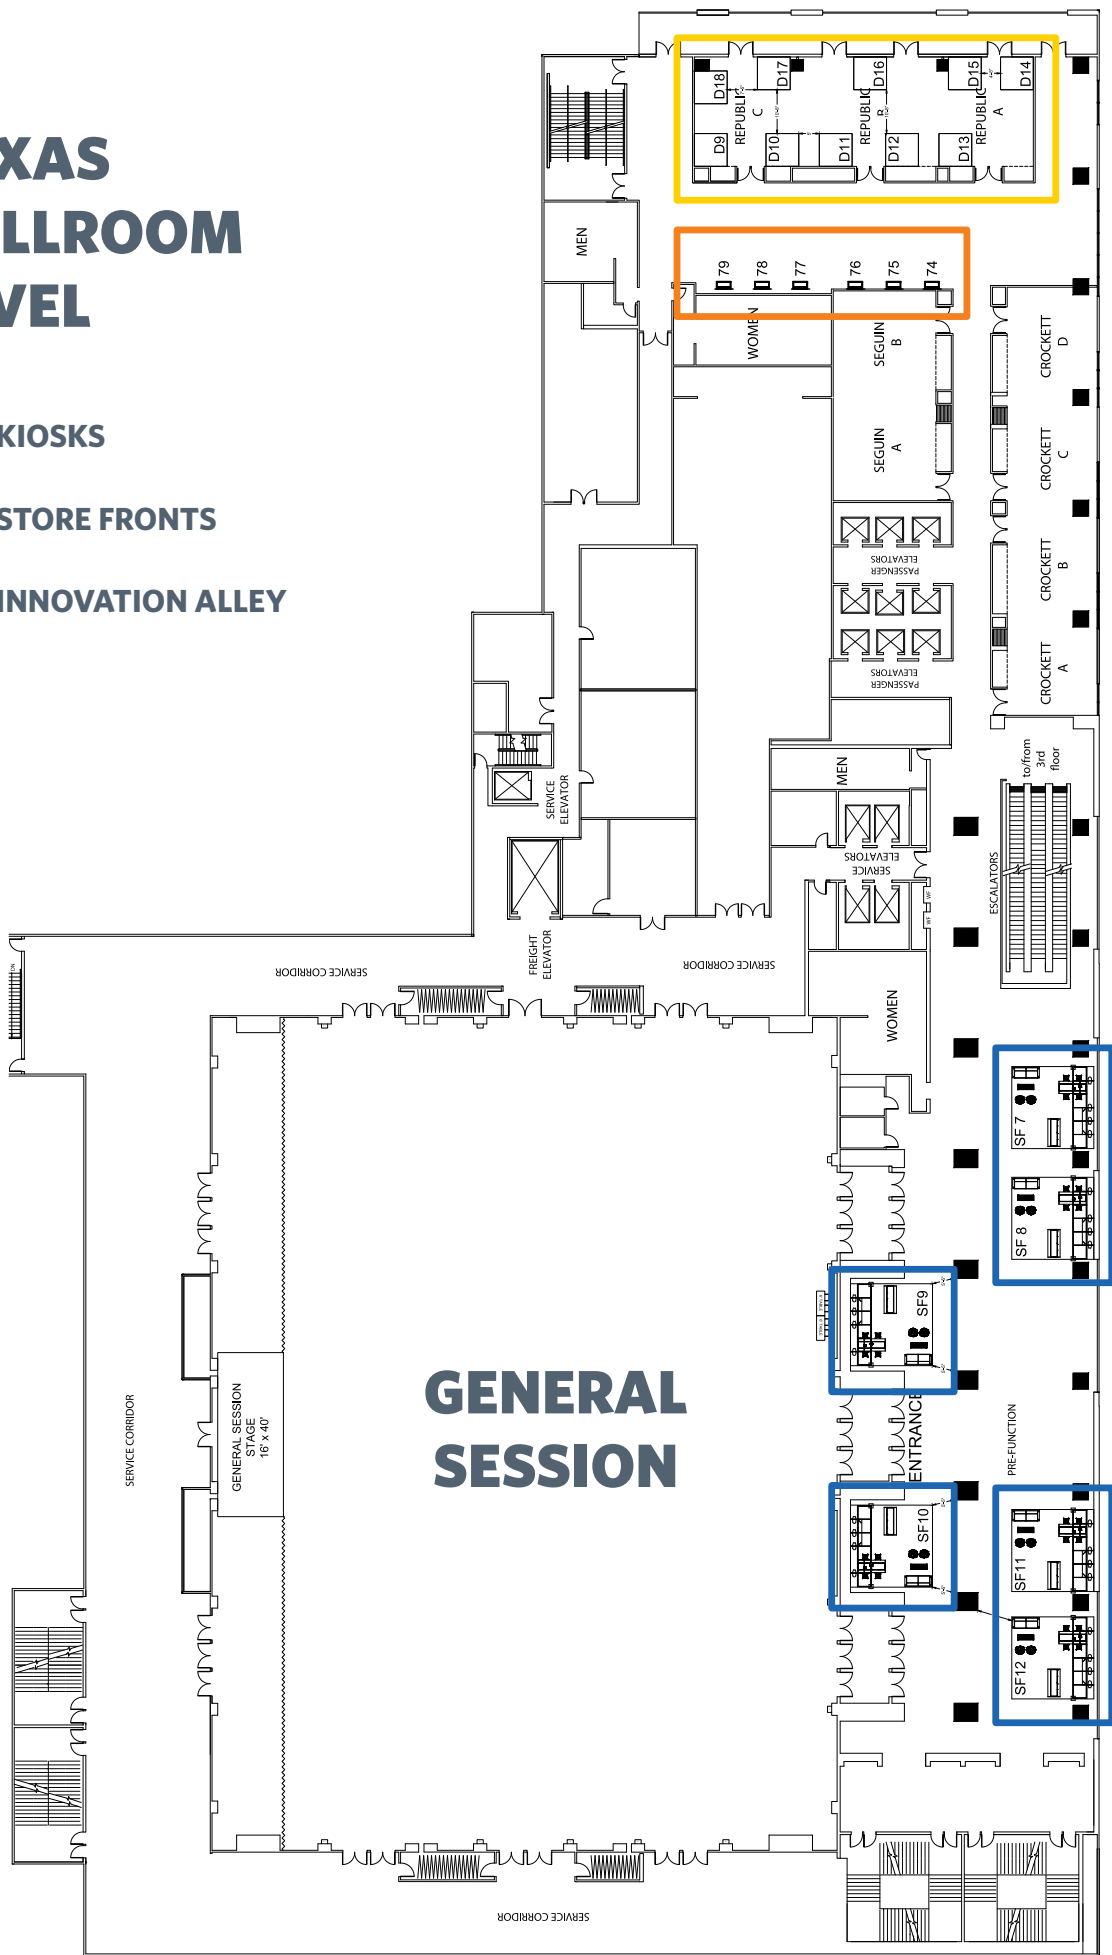 XAS
LLROOM
VEL
KIOSKS
STORE FRONTS
INNOVATION ALLEY
D18
D17
D16
D15
D14
REPUBLIC
C
REPUBLIC
B
REPUBLIC
A
D9
D10
D11
D12
D13
MEN
79
78
77
76
75
74
WOMEN
SEGUIN
B
SEGUIN
A
CROCKETT
D
CROCKETT
C
CROCKETT
B
CROCKETT
A
PASSENGER
ELEVATORS
PASSENGER
ELEVATORS
to/from
3rd
floor
MEN
SERVICE
ELEVATOR
SERVICE
ELEVATORS
ESCALATORS
WF
WF
FREIGHT
ELEVATOR
SERVICE CORRIDOR
SERVICE CORRIDOR
DN
WOMEN
SF 7
SF 8
SF9
ENTRANCE
PRE-FUNCTION
GENERAL
SESSION
GENERAL SESSION
STAGE
16' x 40'
SERVICE CORRIDOR
SF10
SF11
SF12
SERVICE CORRIDOR